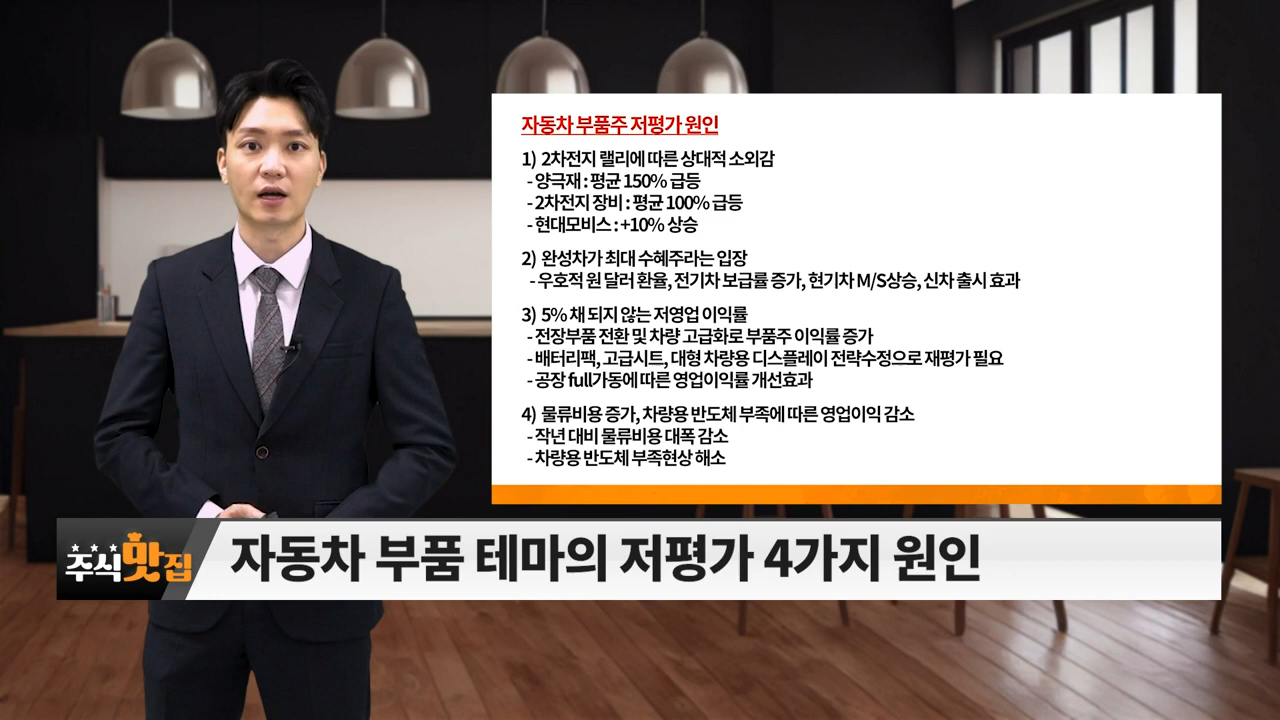 자동차 부품주 저평가 원인
1) 2차전지 랠리에 따른 상대적 소외감
- 양극재 : 평균 150% 급등
- 2차전지 장비 : 평균 100% 급등
- 현대모비스 : +10% 상승
2) 완성차가 최대 수혜주라는 입장
- 우호적 원 달러 환율, 전기차 보급률 증가, 현기차 M/S상승, 신차 출시 효과
3) 5% 채 되지 않는 저영업 이익률
- 전장부품 전환 및 차량 고급화로 부품주 이익률 증가
- 배터리팩, 고급시트, 대형 차량용 디스플레이 전략수정으로 재평가 필요
- 공장 full가동에 따른 영업이익률 개선효과
4) 물류비용 증가, 차량용 반도체 부족에 따른 영업이익 감소
- 작년 대비 물류비용 대폭 감소
- 차량용 반도체 부족현상 해소
주식맛집
자동차 부품 테마의 저평가 4가지 원인